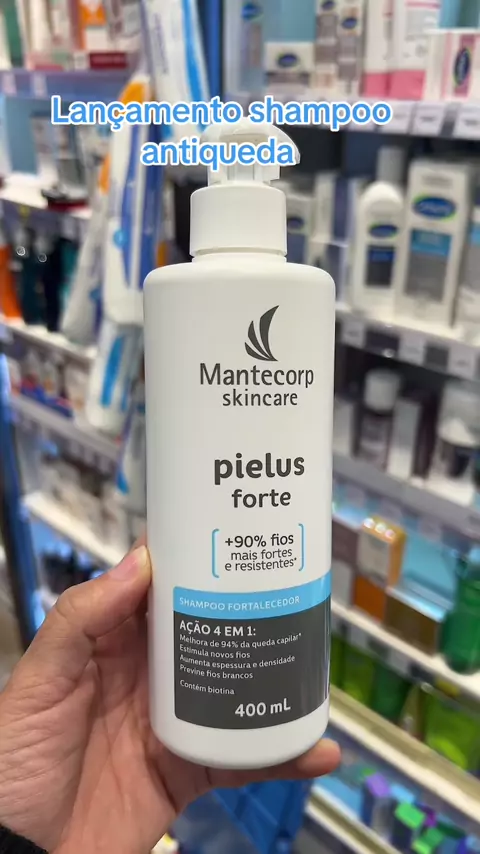 Lançamento shampoo
antiqueda
Mantecorp
skincare
pielus
forte
+90% fios
mais fortes
e resistentes*
SHAMPOO FORTALECEDOR
AÇÃO 4 EM 1:
Melhora de 94% da queda capilar*
Estimula novos fios
Aumenta espessura e densidade
Previne fios brancos
Contém biotina
400 mL